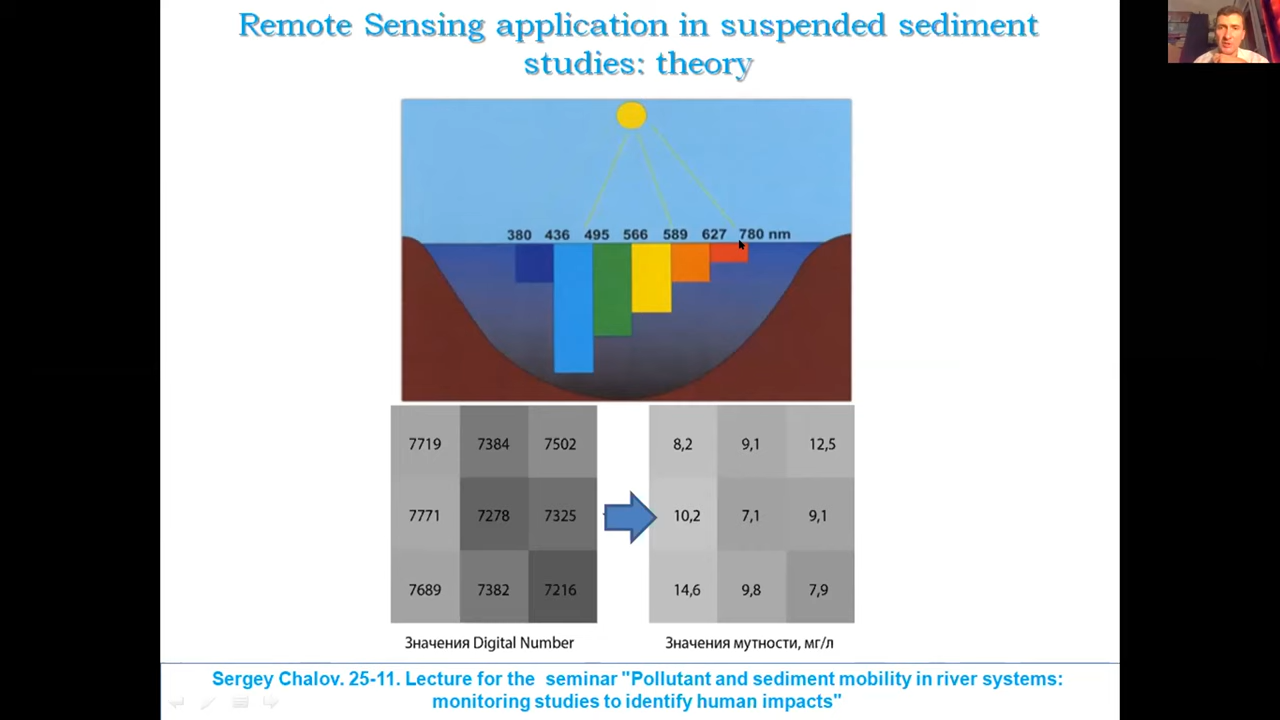 Remote Sensing application in suspended sediment
studies: theory
380 436 495 566 589 627 780 nm
7719 7384 7502
7771 7278 7325
7689 7382 7216
8,2 9,1 12,5
10,2 7,1 9,1
14,6 9,8 7,9
Значения Digital Number
Значения мутности, мг/л
Sergey Chalov. 25-11. Lecture for the seminar "Pollutant and sediment mobility in river systems:
monitoring studies to identify human impacts"